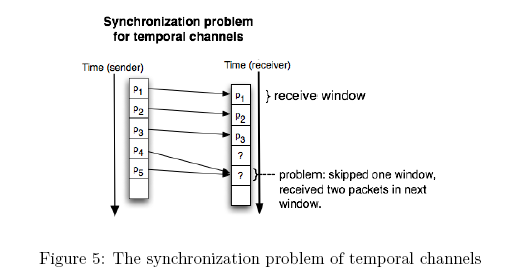 Synchronization problem
for temporal channels
Time (sender)
Time (receiver)
P1
P2
P3
P4
P5
P1
P2
P3
?
?
} receive window
} problem: skipped one window,
received two packets in next
window.
Figure 5: The synchronization problem of temporal channels